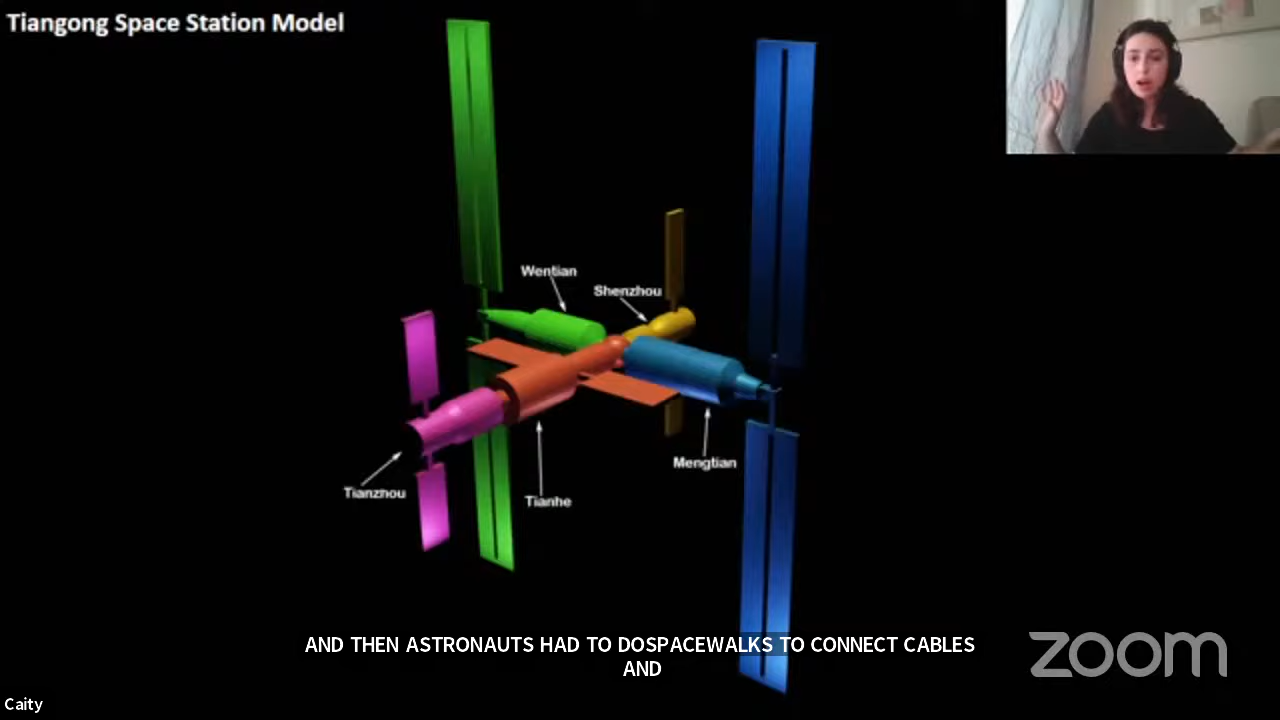 Tiangong Space Station Model
Wentian
Shenzhou
Mengtian
Tianzhou
Tianhe
AND THEN ASTRONAUTS HAD TO DOSPACEWALKS TO CONNECT CABLES
AND
zoom
Caity